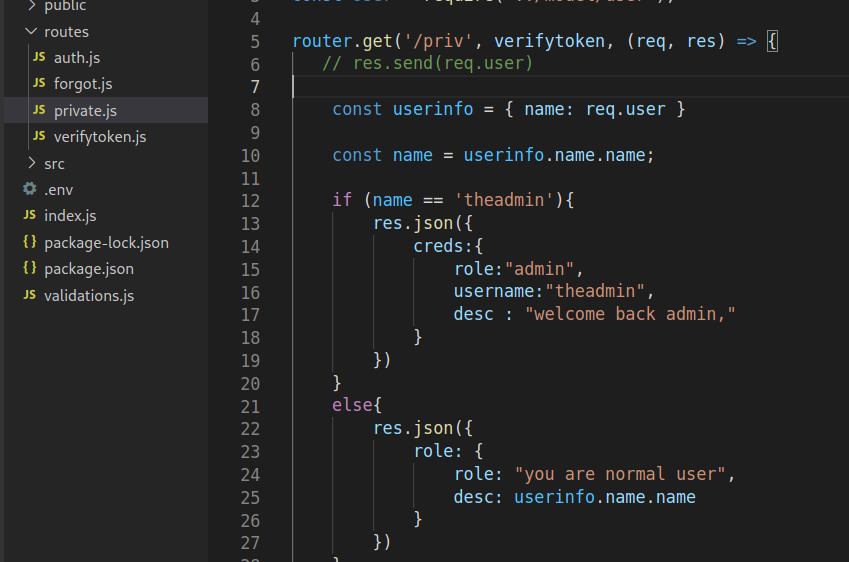 public
routes
JS auth.js
JS forgot.js
JS private.js
JS verifytoken.js
src
.env
JS index.js
{} package-lock.json
{} package.json
JS validations.js
4
5 router.get('/priv', verifytoken, (req, res) => {
6 // res.send(req.user)
7
8 const userinfo = { name: req.user }
9
10 const name = userinfo.name.name;
11
12 if (name == 'theadmin'){
13 res.json({
14 creds:{
15 role:"admin",
16 username:"theadmin",
17 desc : "welcome back admin,"
18 }
19 })
20 }
21 else{
22 res.json({
23 role: {
24 role: "you are normal user",
25 desc: userinfo.name.name
26 }
27 })